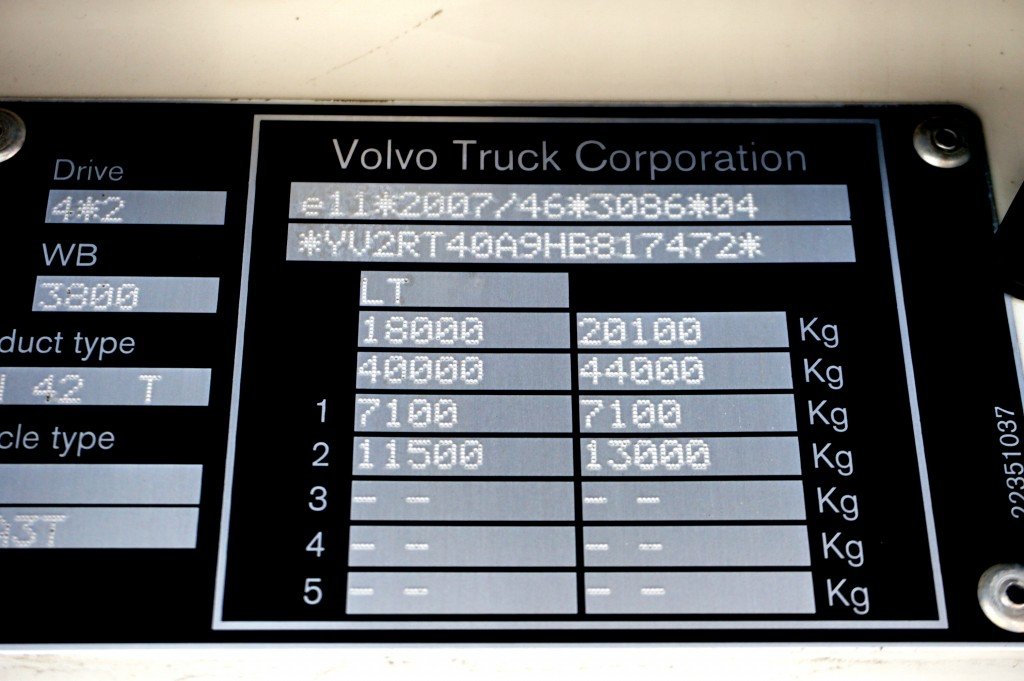 Drive
4*2
WB
3800
duct type
42 T
cle type
A3T
Volvo Truck Corporation
e11*2007/46*3086*04
*YV2RT40A9HB817472*
LT
18000 20100 Kg
40000 44000 Kg
1 7100 7100 Kg
2 11500 13000 Kg
3 - - - - Kg
4 - - - - Kg
5 - - - - Kg
22351037